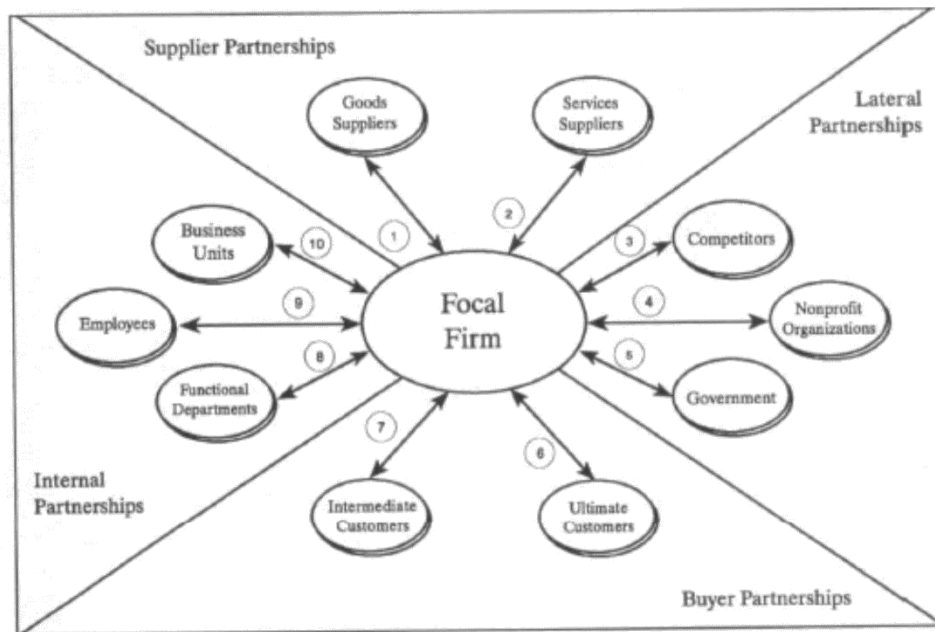 Supplier Partnerships
Goods
Suppliers
Services
Suppliers
Lateral
Partnerships
Business
Units
10
1
2
3
Competitors
Employees
9
Focal
Firm
4
Nonprofit
Organizations
Functional
Departments
8
5
Government
7
6
Internal
Partnerships
Intermediate
Customers
Ultimate
Customers
Buyer Partnerships